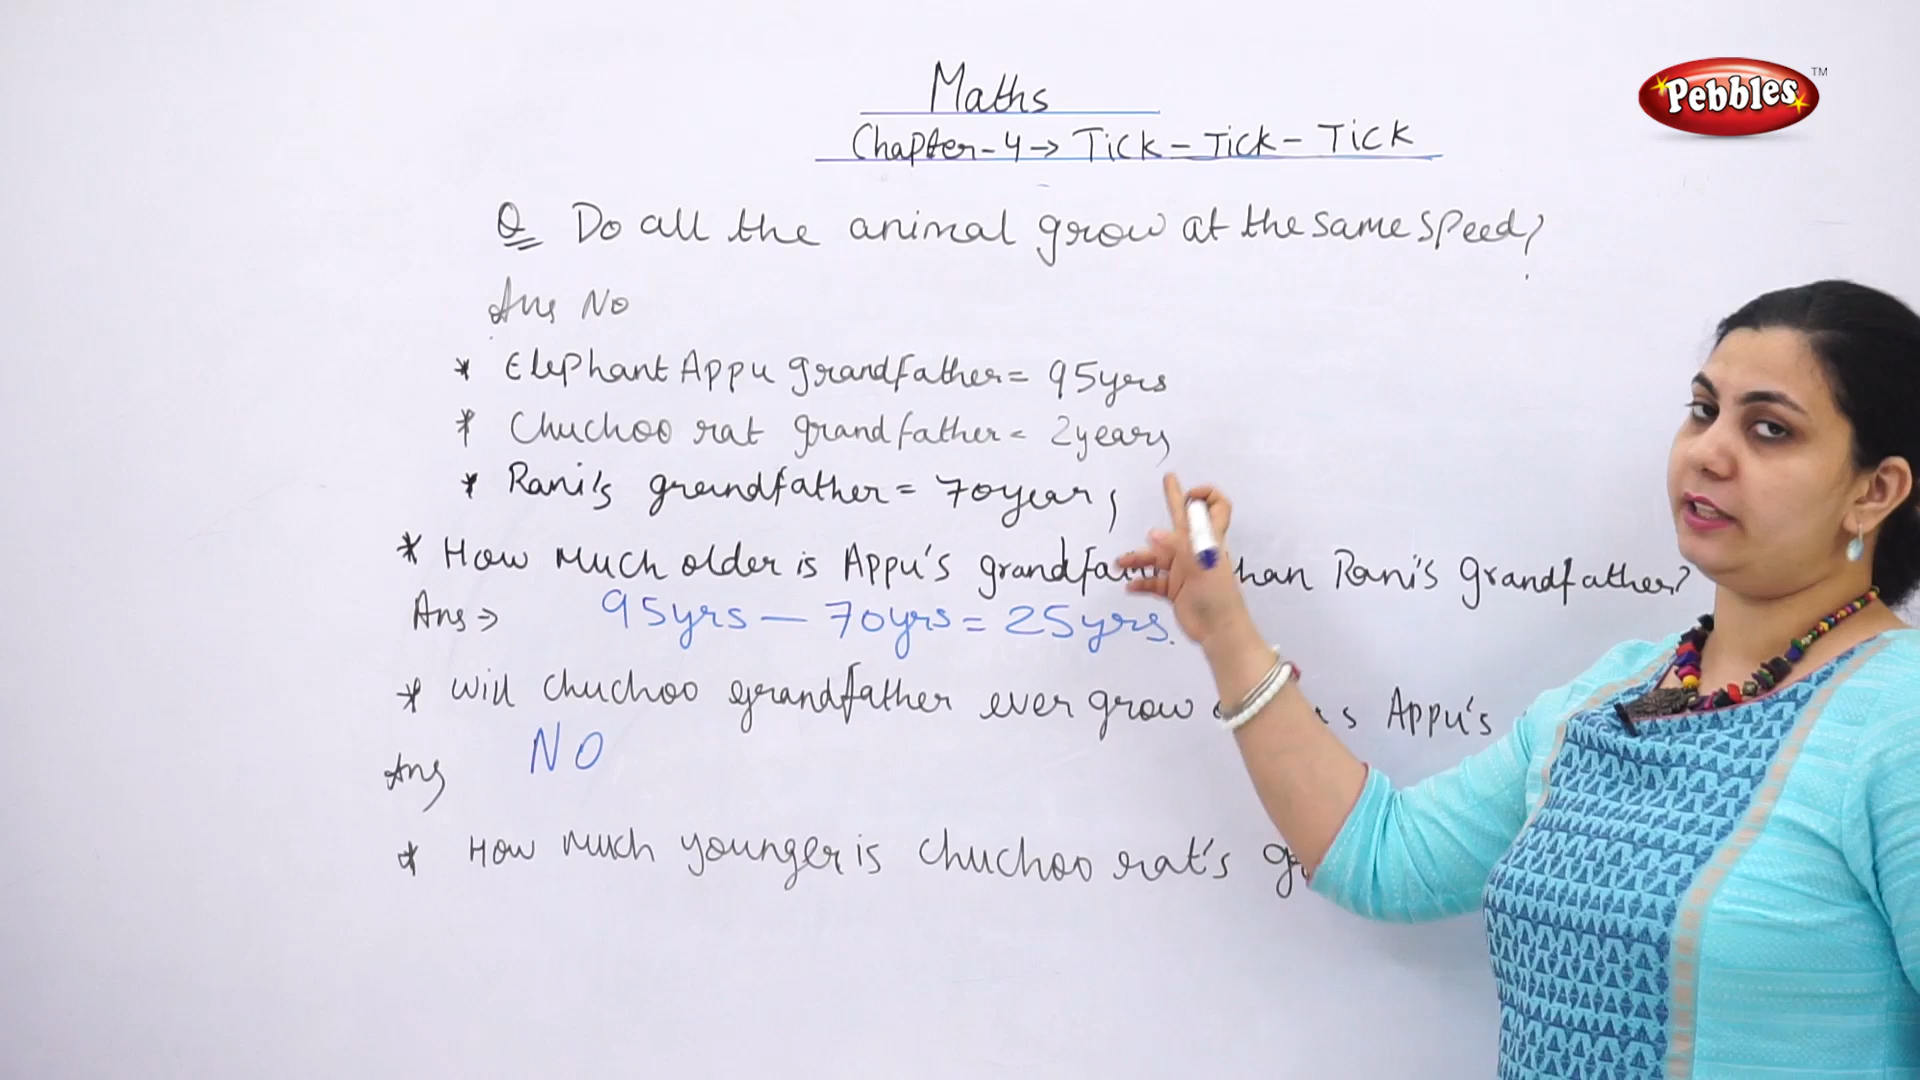 Maths
Chapter-4→ Tick-Tick-Tick
Pebbles TM
Q Do all the animal grow at the same speed?
Ans No
* Elephant Appu grandfather = 95yrs
* Chuchoo rat grandfather = 2years
* Rani's grandfather = 70years
* How Much older is Appu's than Rani's grandfather?
Ans → 95yrs — 70yrs = 25yrs.
* Will chuchoo grandfather ever grow Appu's
Ans NO
* How much younger is chuchoo rat's